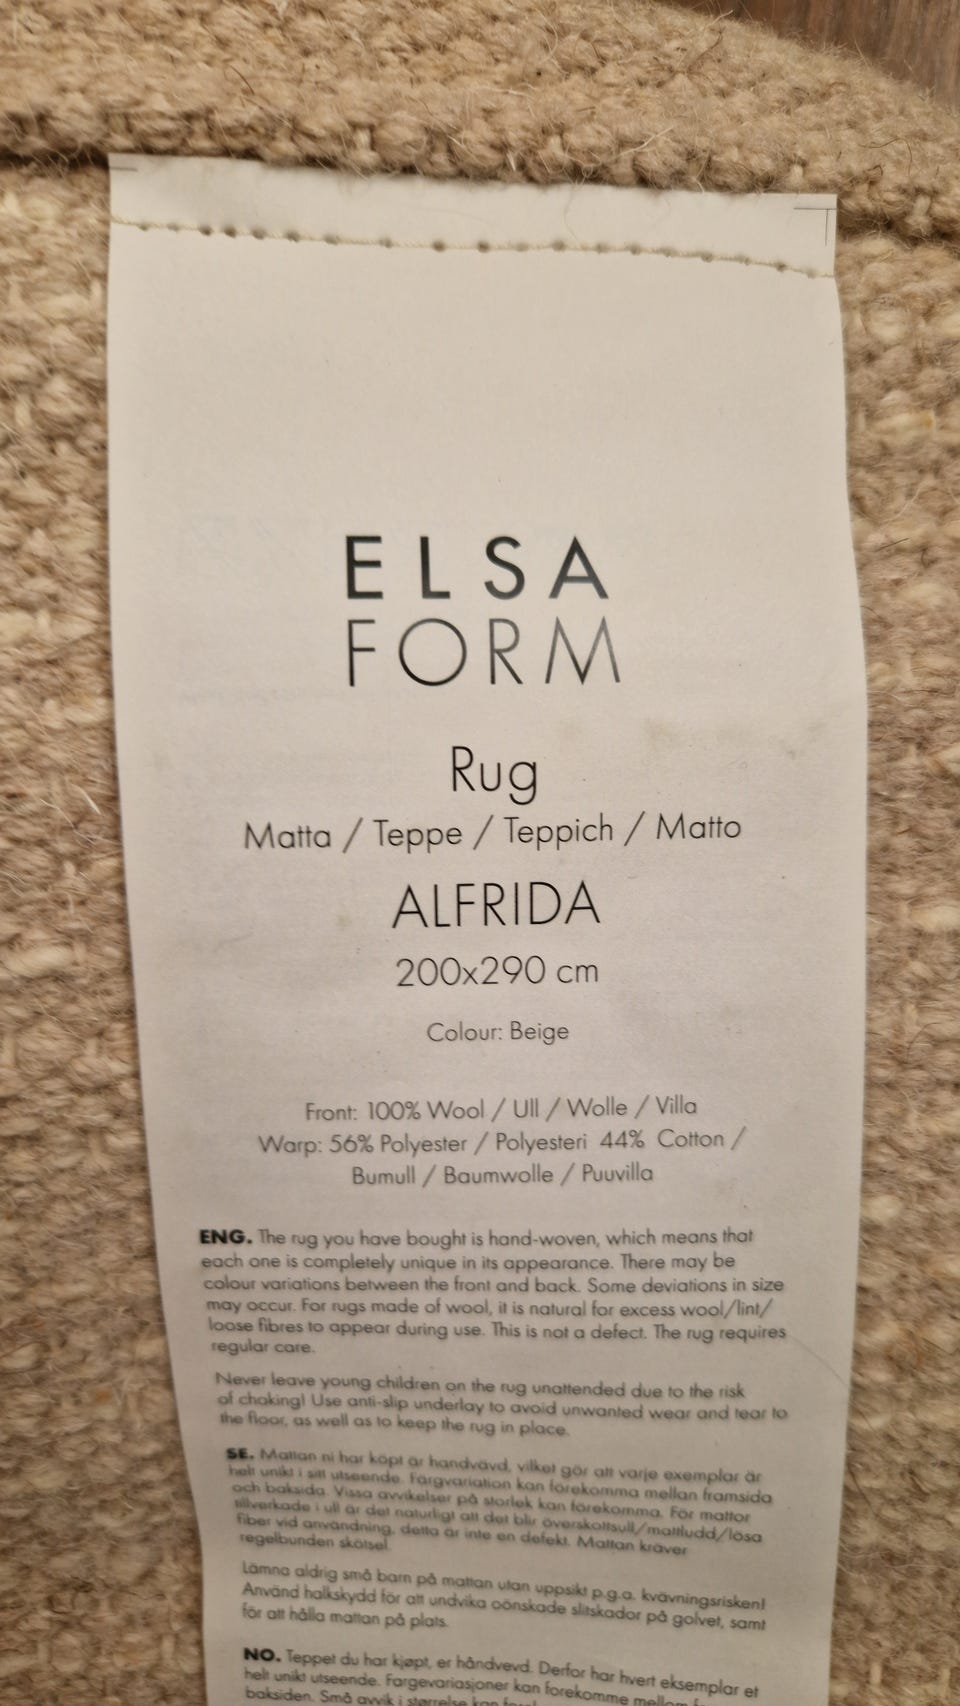 ELSA
FORM
Rug
Matta / Teppe / Teppich / Matto
ALFRIDA
200x290 cm
Colour: Beige
Front: 100% Wool / Ull / Wolle / Villa
Warp: 56% Polyester / Polyesteri 44% Cotton /
Bumull / Baumwolle / Puuvilla
ENG. The rug you have bought is hand-woven, which means that
each one is completely unique in its appearance. There may be
colour variations between the front and back. Some deviations in size
may occur. For rugs made of wool, it is natural for excess wool/lint/
loose fibres to appear during use. This is not a defect. The rug requires
regular care.
Never leave young children on the rug unattended due to the risk
of choking! Use anti-slip underlay to avoid unwanted wear and tear to
the floor, as well as to keep the rug in place.
SE. Mattan ni har köpt är handvävd, vilket gör att varje exemplar är
helt unikt i sitt utseende. Färgvariation kan förekomma mellan framsida
och baksida. Vissa avvikelser på storlek kan förekomma. För mattor
tillverkade i ull är det naturligt att det blir överskottsull/mattludd/lösa
fiber vid användning, detta är inte en defekt. Mattan kräver
regelbunden skötsel.
Lämna aldrig små barn på mattan utan uppsikt p.g.a. kvävningsrisken!
Använd halkskydd för att undvika oönskade slitskador på golvet, samt
för att hålla mattan på plats.
NO. Teppet du har kjøpt, er håndvevd. Derfor har hvert eksemplar et
helt unikt utseende. Fargevariasjoner kan forekomme mellom
baksiden. Små avvik i størrelse kan